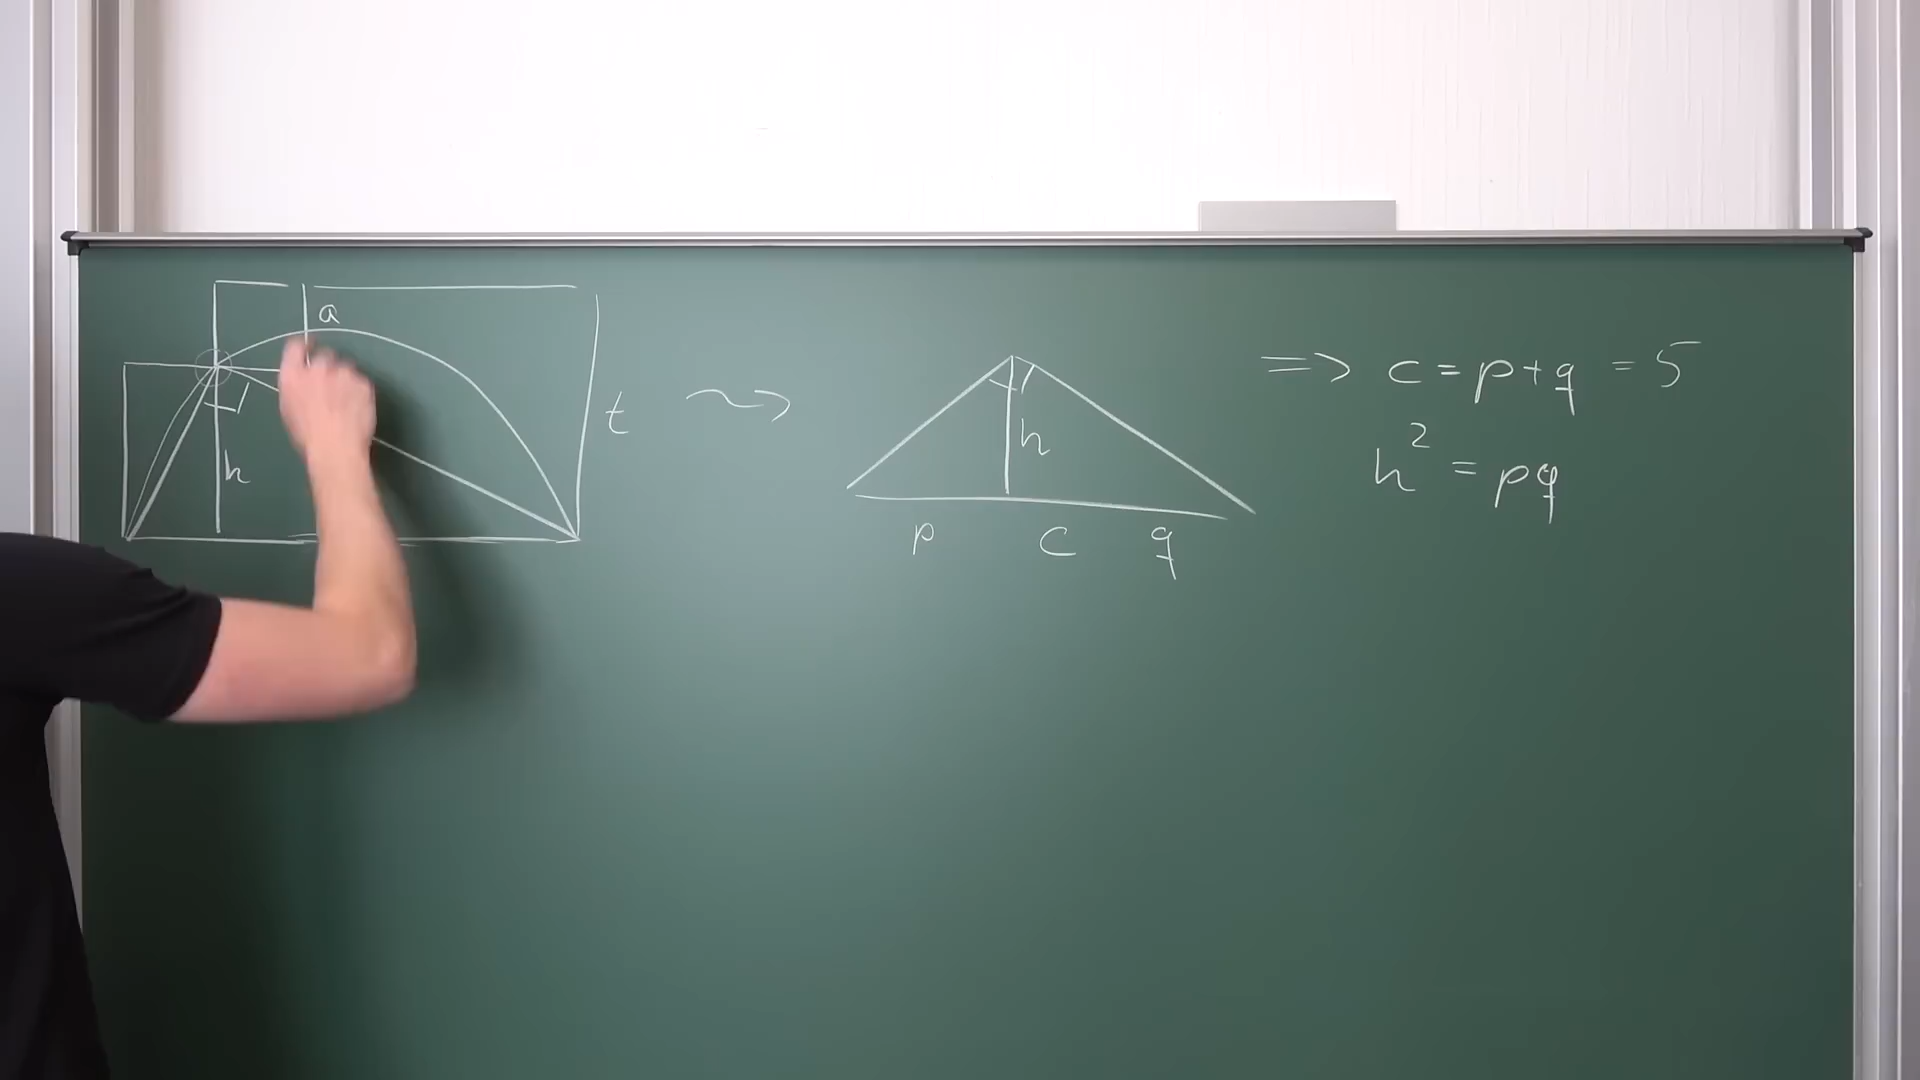 a
h
t
h
p c q
=> c = p + q = 5
h² = pq